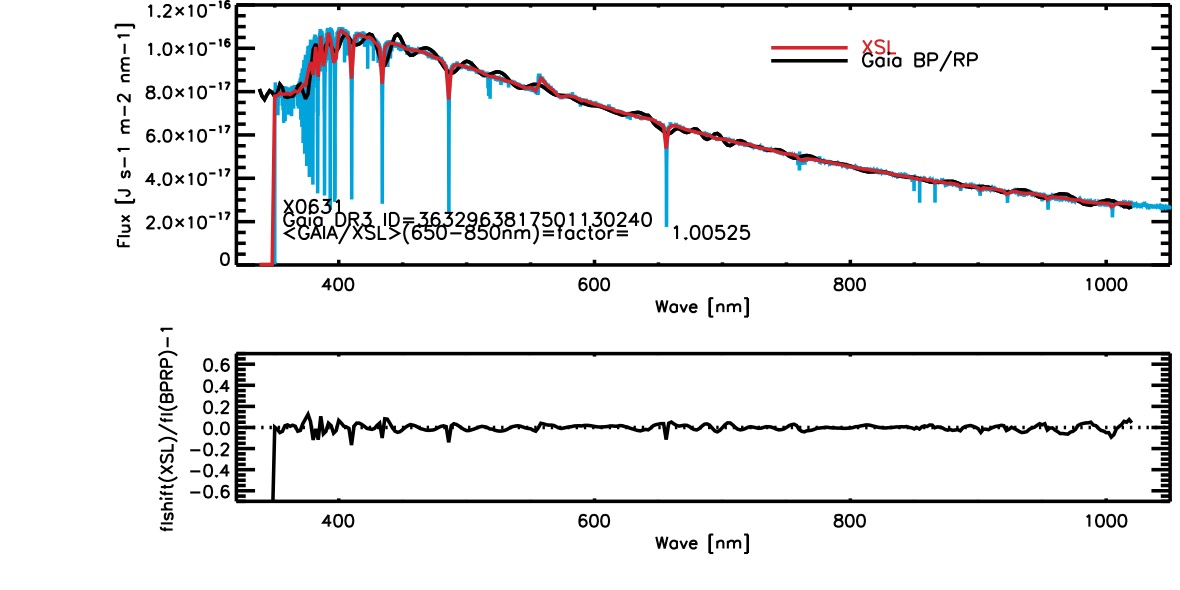 1.2×10−16
1.0×10−16
8.0×10−17
6.0×10−17
4.0×10−17
2.0×10−17
0
Flux [J s−1 m−2 nm−1]
XSL
Gaia BP/RP
X0631
Gaia DR3 ID=3632963817501130240
<GAIA/XSL>(650−850nm)=factor= 1.00525
400 600 800 1000
Wave [nm]
0.6
0.4
0.2
0.0
−0.2
−0.4
−0.6
flshift(XSL)/fl(BPRP)−1
400 600 800 1000
Wave [nm]